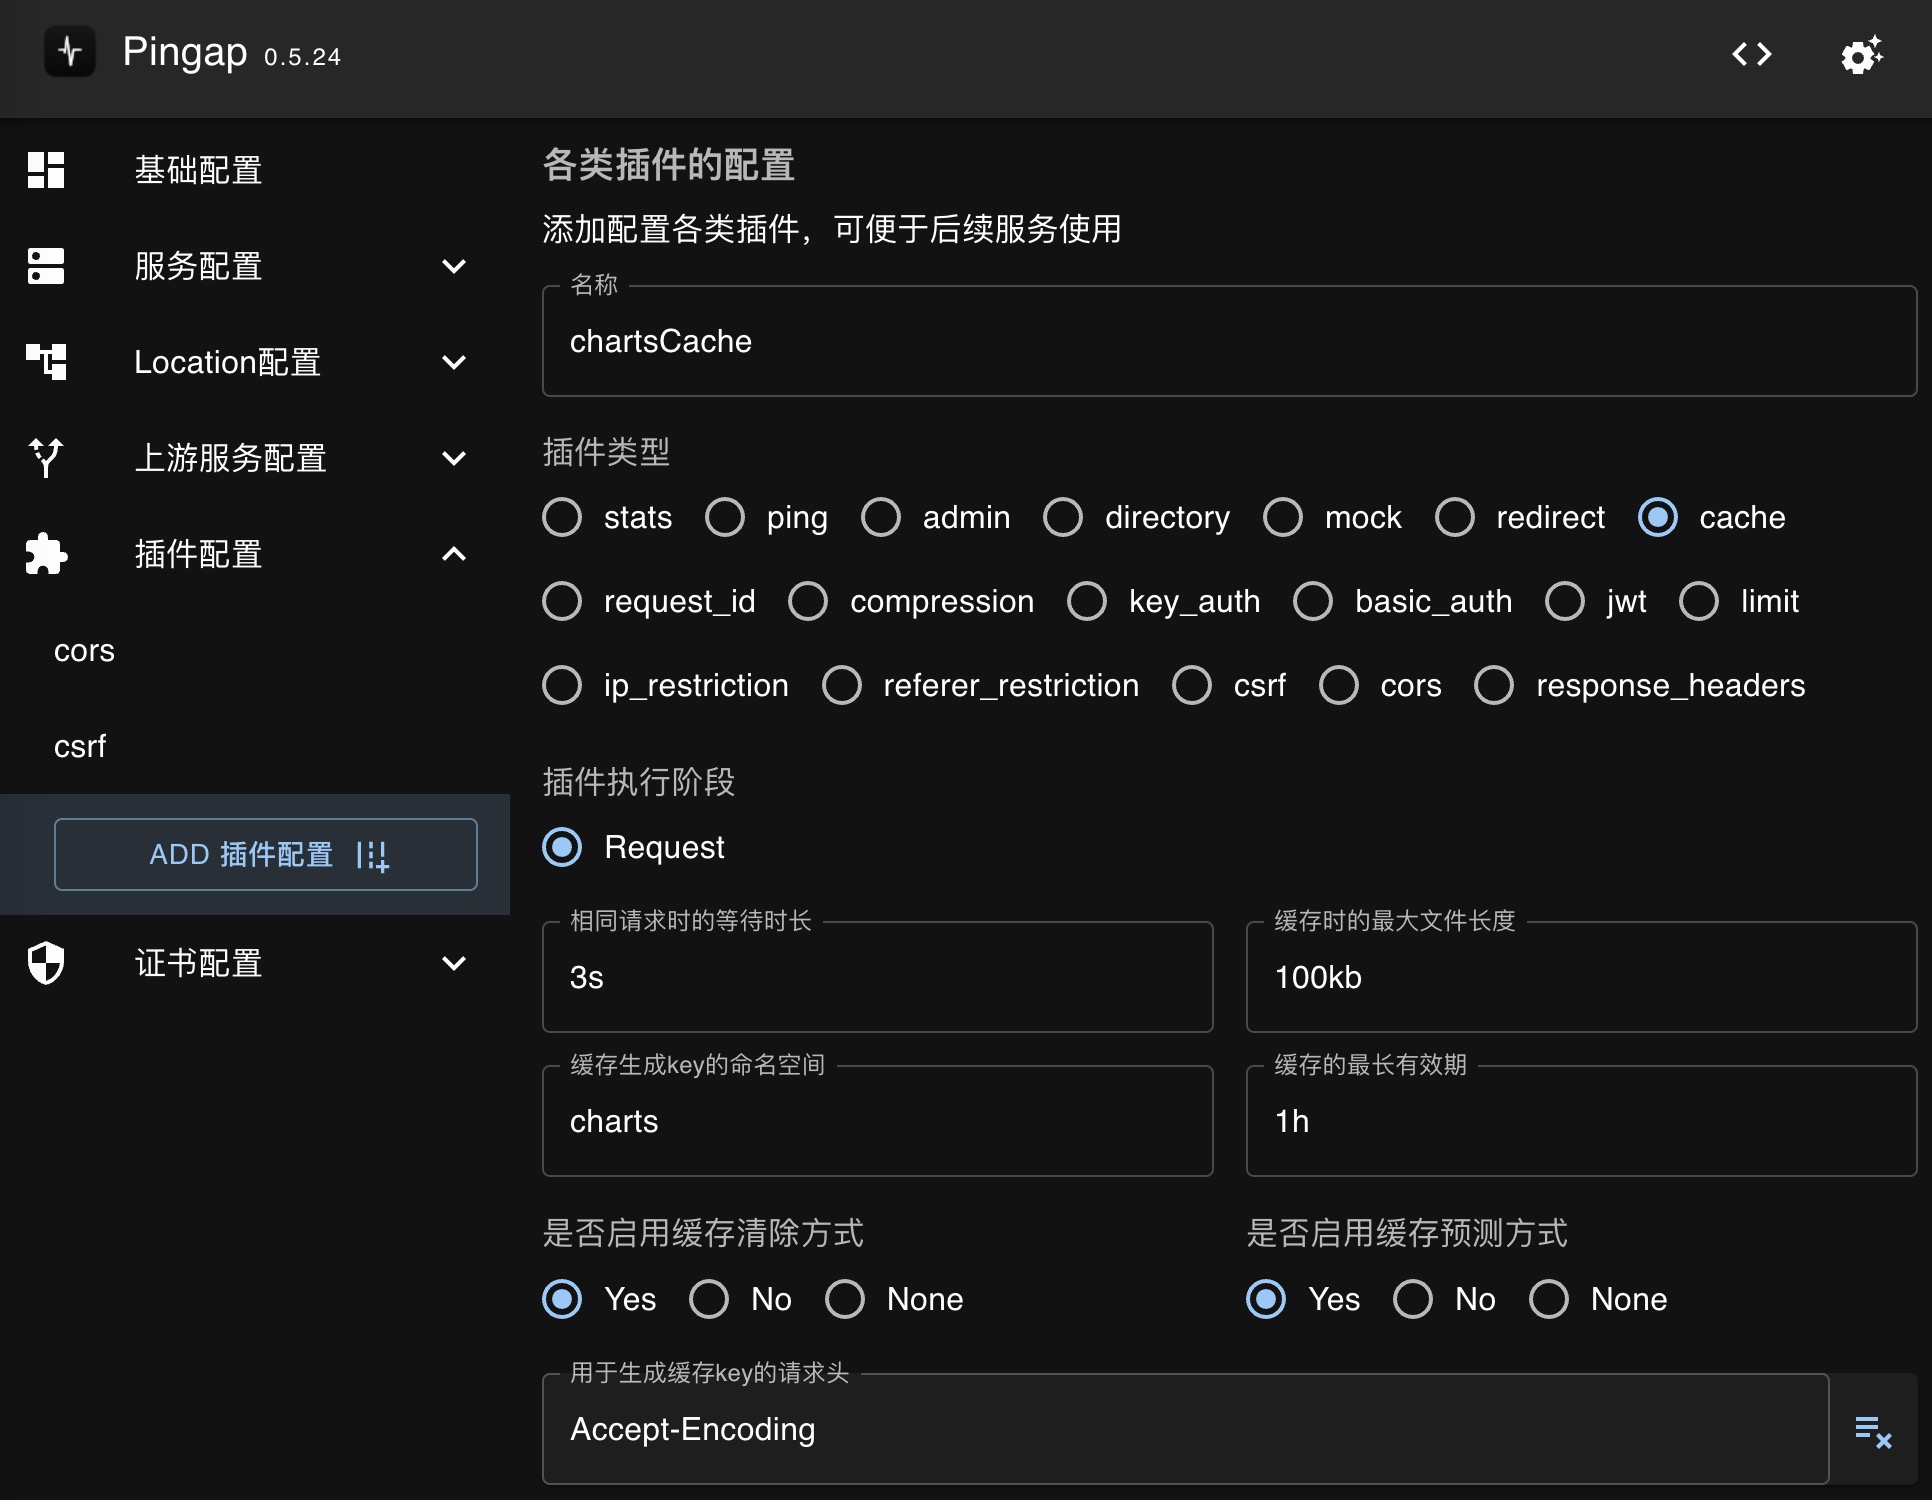 Pingap 0.5.24
基础配置
服务配置
Location配置
上游服务配置
插件配置
cors
csrf
ADD 插件配置
证书配置
各类插件的配置
添加配置各类插件，可便于后续服务使用
名称
chartsCache
插件类型
stats ping admin directory mock redirect cache
request_id compression key_auth basic_auth jwt limit
ip_restriction referer_restriction csrf cors response_headers
插件执行阶段
Request
相同请求时的等待时长
3s
缓存时的最大文件长度
100kb
缓存生成key的命名空间
charts
缓存的最长有效期
1h
是否启用缓存清除方式
Yes No None
是否启用缓存预测方式
Yes No None
用于生成缓存key的请求头
Accept-Encoding